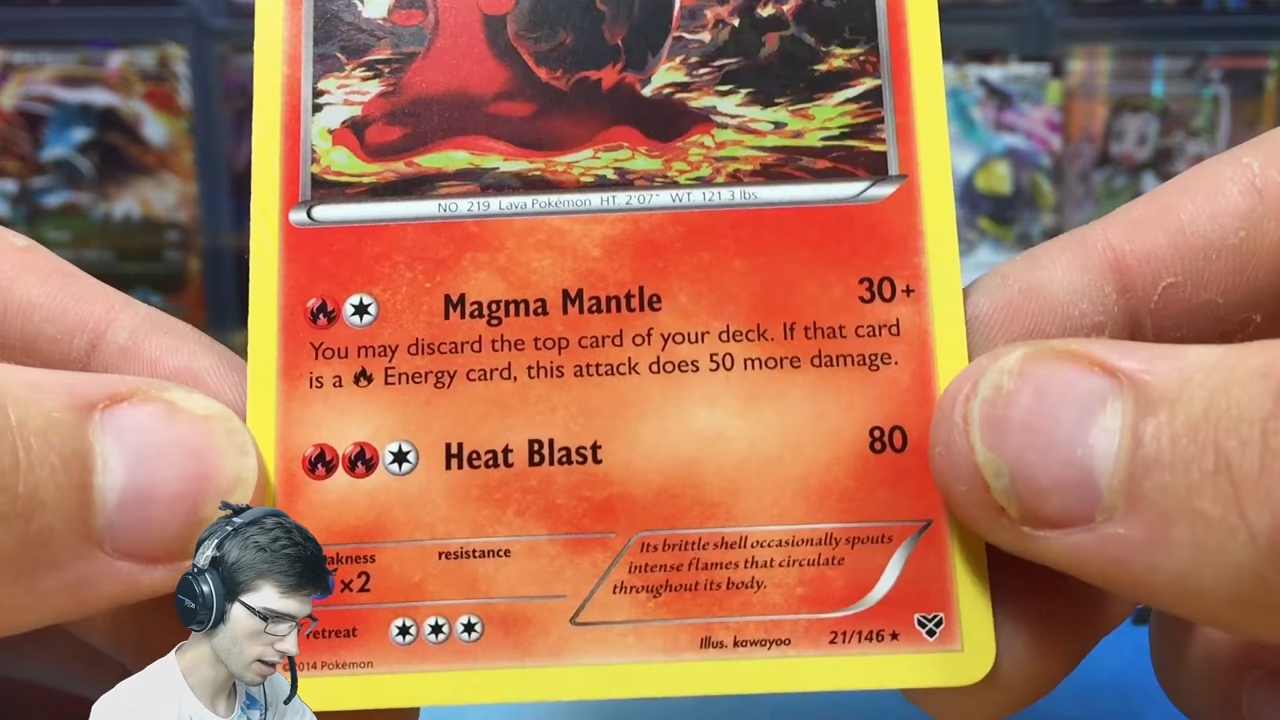 NO. 219 Lava Pokémon HT. 2'07" WT. 121.3 lbs.
Magma Mantle 30+
You may discard the top card of your deck. If that card
is a Energy card, this attack does 50 more damage.
Heat Blast 80
akness resistance
×2
Its brittle shell occasionally spouts
intense flames that circulate
throughout its body.
retreat
Illus. kawayoo 21/146 ★
©2014 Pokémon